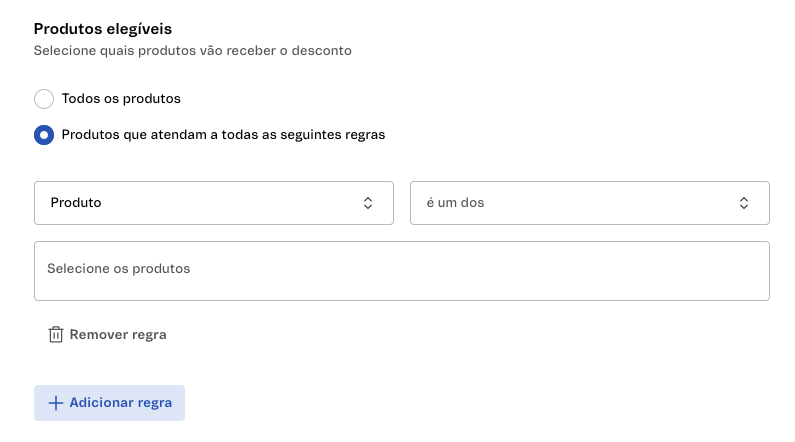 Produtos elegíveis
Selecione quais produtos vão receber o desconto
Todos os produtos
Produtos que atendam a todas as seguintes regras
Produto
é um dos
Selecione os produtos
Remover regra
Adicionar regra